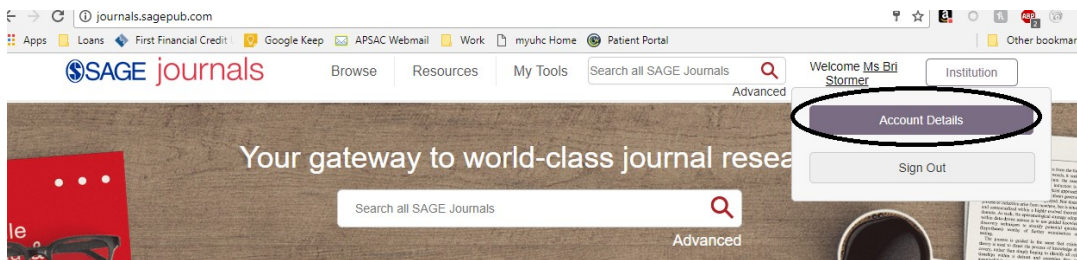 journals.sagepub.com
Apps Loans First Financial Credit Google Keep APSAC Webmail Work myuhc Home Patient Portal Other bookmar
SAGE journals Browse Resources My Tools Search all SAGE Journals Welcome Ms Bri Institution
Stormer
Advanced
Account Details
Your gateway to world-class journal resea
Sign Out
Search all SAGE Journals
le
Advanced